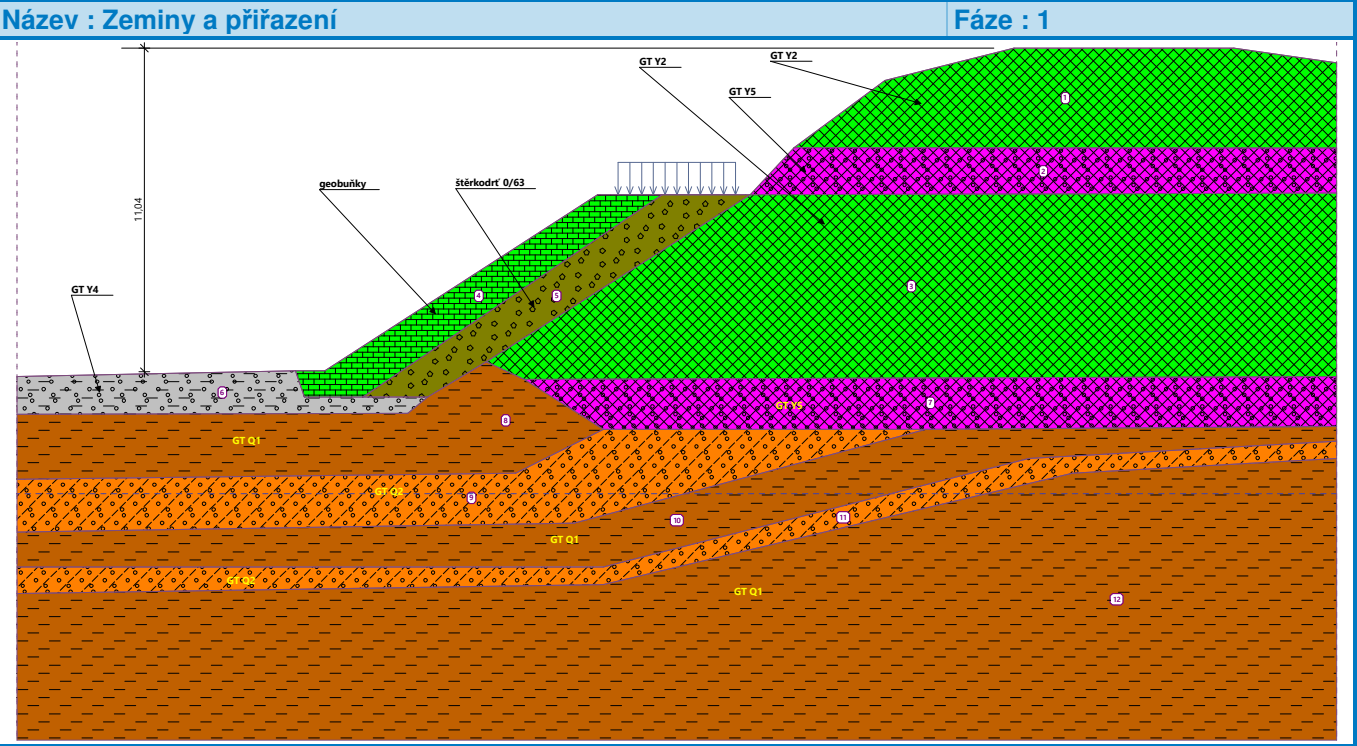 Název : Zeminy a přiřazení
Fáze : 1
GT Y2
GT Y2
GT Y5
1
2
geobuňky
štěrkodrť 0/63
11,04
GT Y4
3
4
5
6
7
GT Y5
8
GT Q1
GT Q2
9
10
11
GT Q1
GT Q2
GT Q1
12